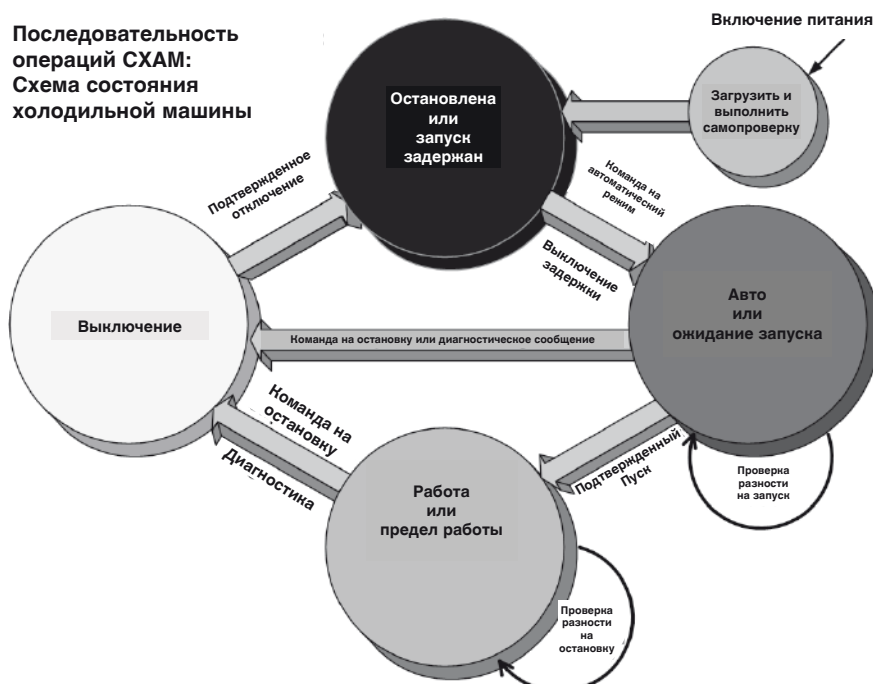 Последовательность
операций CXAM:
Схема состояния
холодильной машины
Включение питания
Загрузить и
выполнить
самопроверку
Остановлена
или
запуск
задержан
Подтвержденное
отключение
Команда на
автоматический
режим
Выключение
задержки
Авто
или
ожидание запуска
Выключение
Команда на остановку или диагностическое сообщение
Команда на
остановку
Диагностика
Подтвержденный
Пуск
Проверка
разности
на запуск
Работа
или
предел работы
Проверка
разности
на
остановку